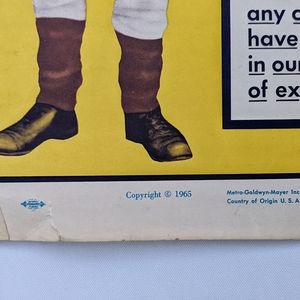 any
have
in our
of ex
Copyright © 1965
Metro-Goldwyn-Mayer Inc
Country of Origin U. S. A